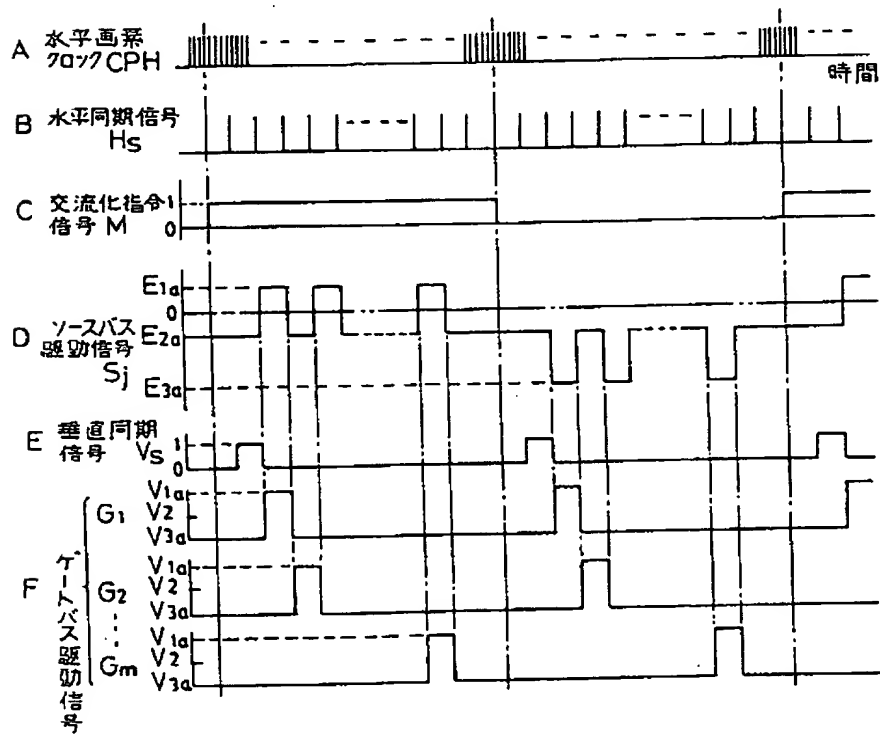 A 水平画素
クロックCPH
時間
B 水平同期信号
HS
C 交流化指令
信号 M
1
0
D ソースバス
駆動信号
Sj
E1a
0
E2a
E3a
E 垂直同期
信号 VS
1
0
F ゲートバス駆動信号
G1
V1a
V2
V3a
G2
V1a
V2
V3a
Gm
V1a
V2
V3a